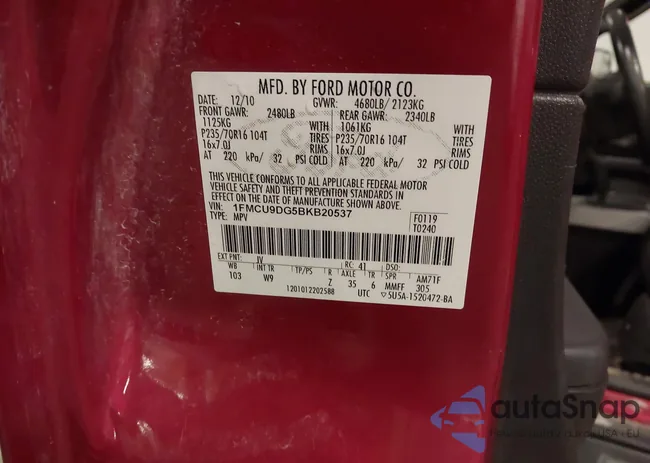 MFD. BY FORD MOTOR CO.
DATE: 12/10 GVWR: 4680LB/ 2123KG
FRONT GAWR: 2480LB REAR GAWR: 2340LB
1125KG WITH 1061KG WITH
P235/70R16 104T TIRES P235/70R16 104T TIRES
16x7.0J RIMS 16x7.0J RIMS
AT 220 kPa/ 32 PSI COLD AT 220 kPa/ 32 PSI COLD
THIS VEHICLE CONFORMS TO ALL APPLICABLE FEDERAL MOTOR
VEHICLE SAFETY AND THEFT PREVENTION STANDARDS IN
EFFECT ON THE DATE OF MANUFACTURE SHOWN ABOVE.
VIN: 1FMCU9DG5BKB20537 F0119
TYPE: MPV T0240
EXT PNT: JV RC: 41 DSO:
WB INT TR TP/PS R AXLE TR SPR AM71F
103 W9 Z 35 6 MMFF 305
1201012202588 UTC ▽5U5A-1520472-BA
autaSnap